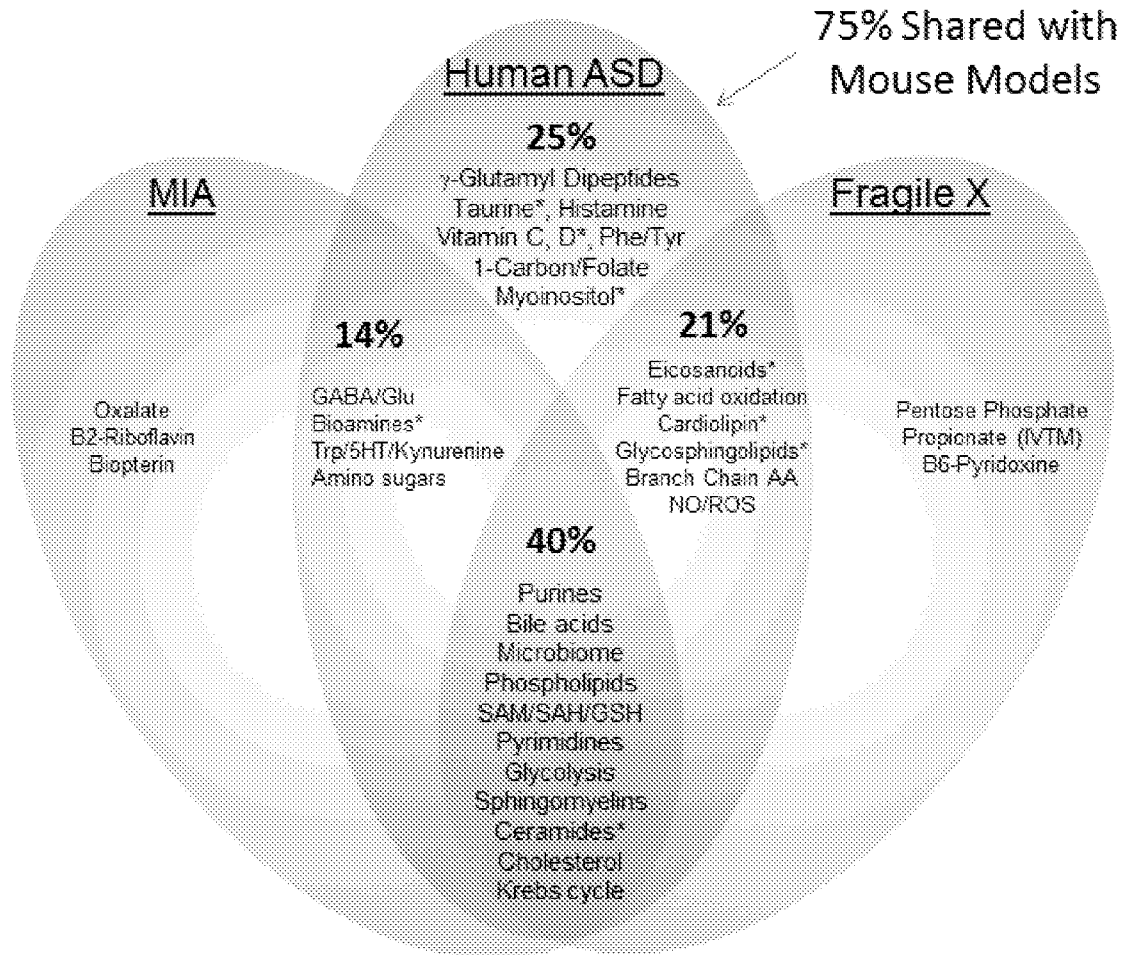 75% Shared with
Mouse Models
Human ASD
25%
γ-Glutamyl Dipeptides
Taurine*, Histamine
Vitamin C, D*, Phe/Tyr
1-Carbon/Folate
Myoinositol*
MIA
Fragile X
14%
GABA/Glu
Bioamines*
Trp/5HT/Kynurenine
Amino sugars
21%
Eicosanoids*
Fatty acid oxidation
Cardiolipin*
Glycosphingolipids*
Branch Chain AA
NO/ROS
Oxalate
B2-Riboflavin
Biopterin
Pentose Phosphate
Propionate (IVTM)
B6-Pyridoxine
40%
Purines
Bile acids
Microbiome
Phospholipids
SAM/SAH/GSH
Pyrimidines
Glycolysis
Sphingomyelins
Ceramides*
Cholesterol
Krebs cycle